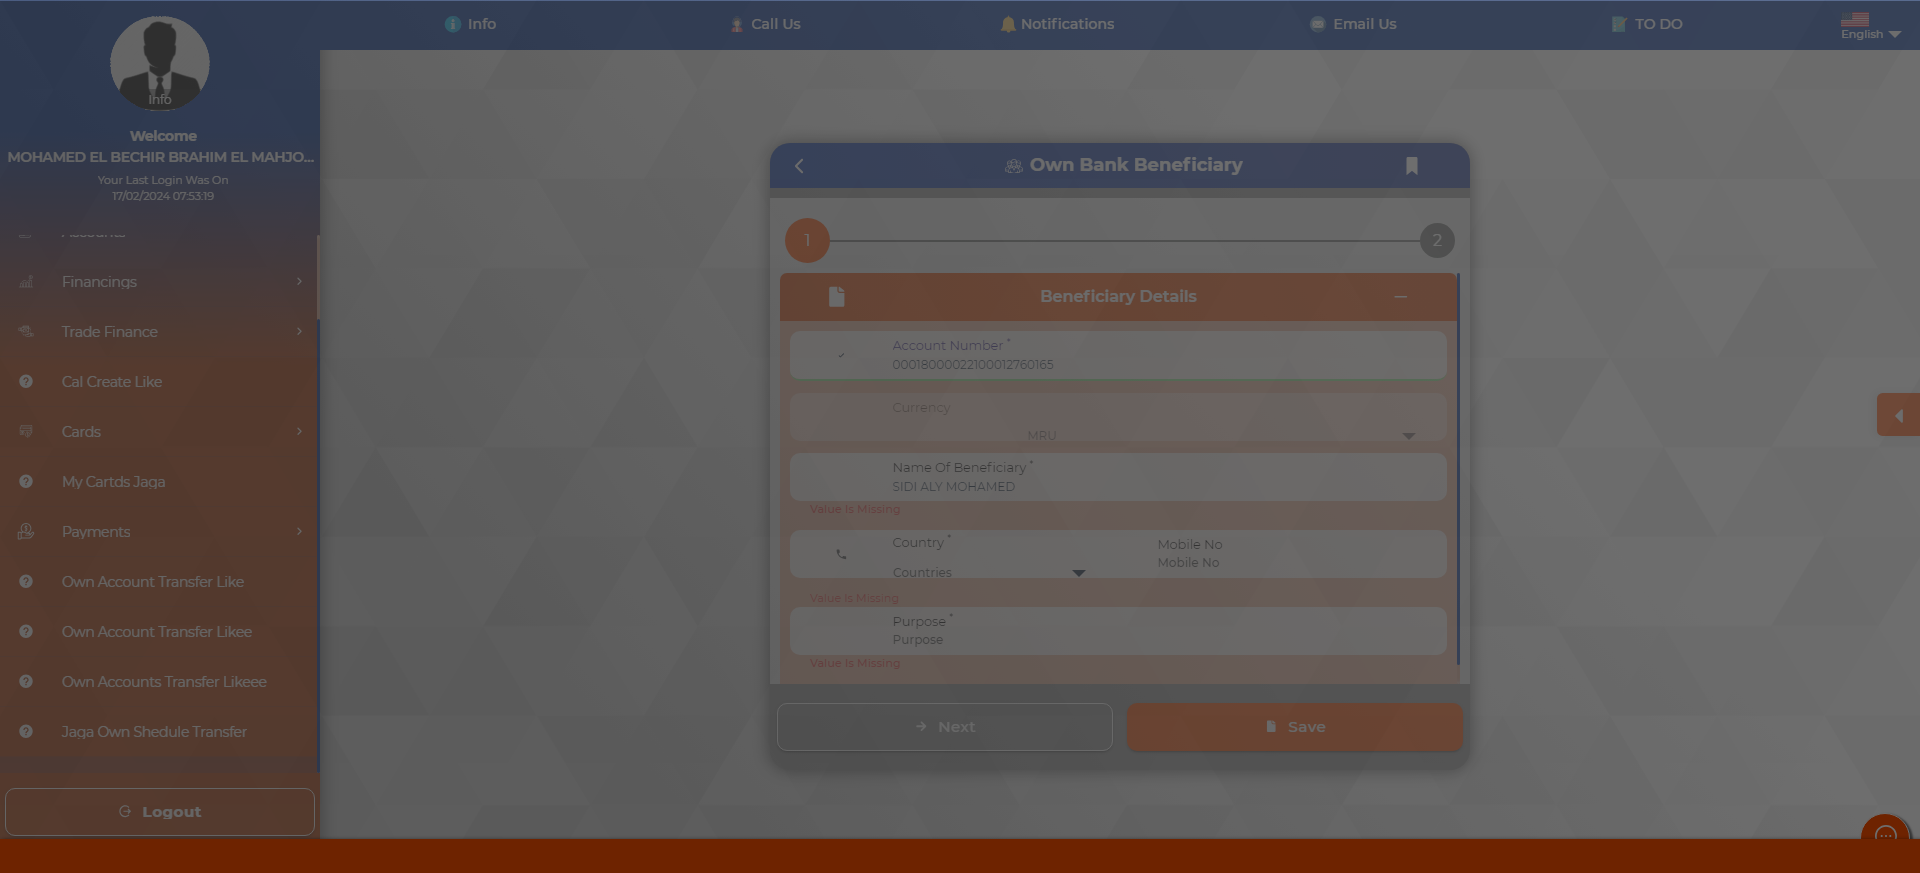 Info
Call Us
Notifications
Email Us
TO DO
English
Info
Welcome
MOHAMED EL BECHIR BRAHIM EL MAHJO...
Your Last Login Was On
17/02/2024 07:53:19
Accounts
Financings
Trade Finance
Cal Create Like
Cards
My Cartds Jaga
Payments
Own Account Transfer Like
Own Account Transfer Likee
Own Accounts Transfer Likeee
Jaga Own Shedule Transfer
Logout
Own Bank Beneficiary
1
2
Beneficiary Details
Account Number *
00018000022100012760165
Currency
MRU
Name Of Beneficiary *
SIDI ALY MOHAMED
Value Is Missing
Country *
Countries
Mobile No
Mobile No
Value Is Missing
Purpose *
Purpose
Value Is Missing
Next
Save